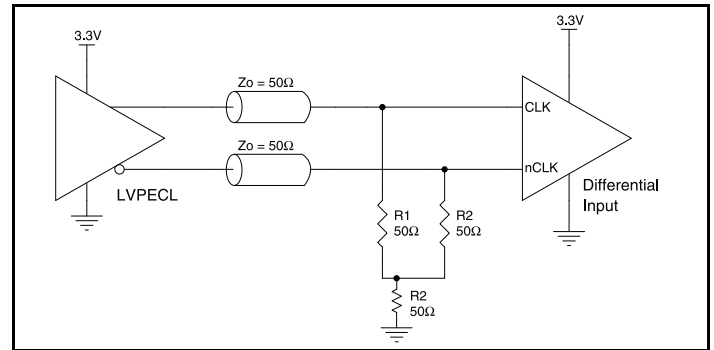 3.3V
3.3V
Zo = 50Ω
CLK
Zo = 50Ω
nCLK
LVPECL
Differential
Input
R1
50Ω
R2
50Ω
R2
50Ω